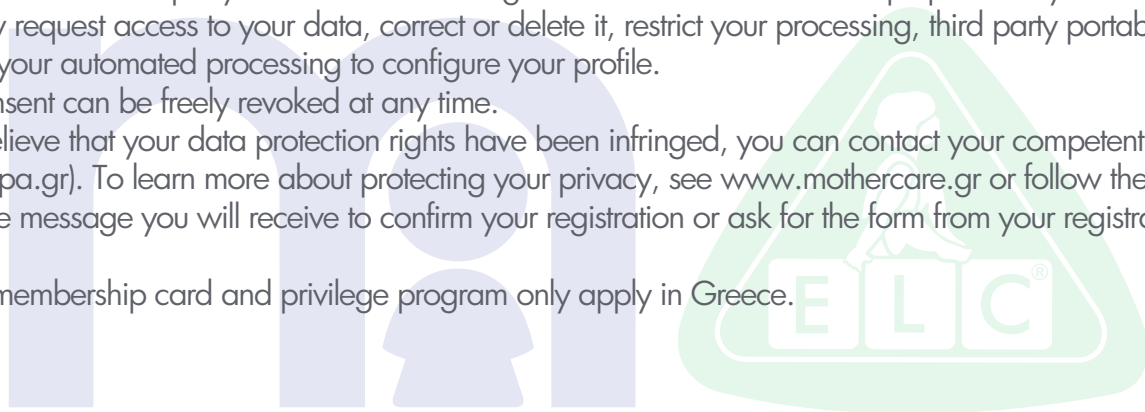 y request access to your data, correct or delete it, restrict your processing, third party portab
your automated processing to configure your profile.
nsent can be freely revoked at any time.
elieve that your data protection rights have been infringed, you can contact your competent
pa.gr). To learn more about protecting your privacy, see www.mothercare.gr or follow the
e message you will receive to confirm your registration or ask for the form from your registra
membership card and privilege program only apply in Greece.
E L C ®